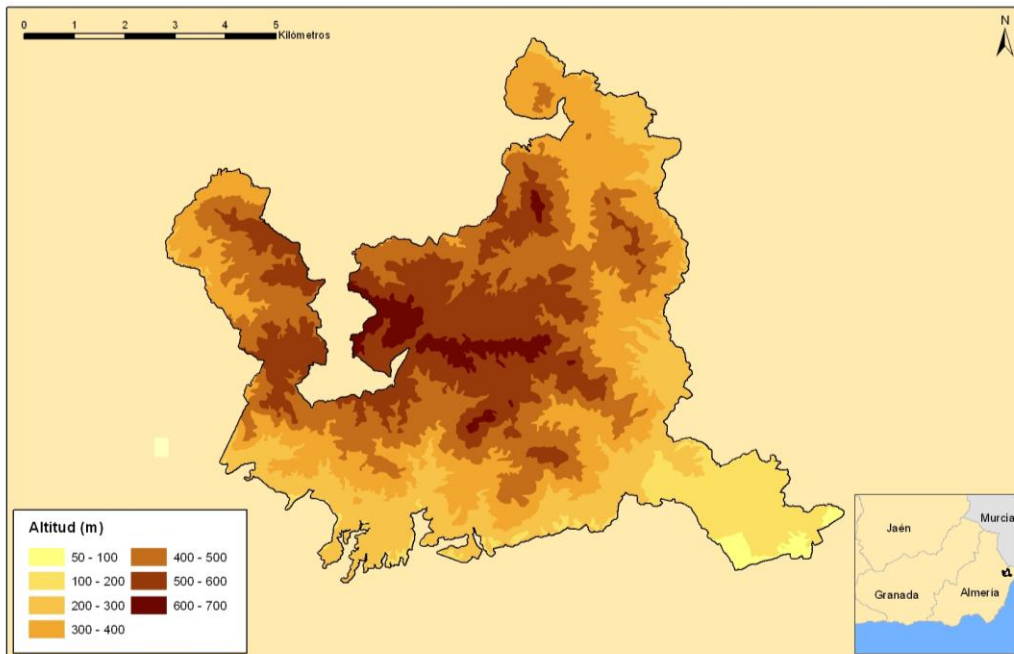 0 1 2 3 4 5
Kilómetros
N
Altitud (m)
50 - 100
100 - 200
200 - 300
300 - 400
400 - 500
500 - 600
600 - 700
Jaén
Murcia
Granada
Almería